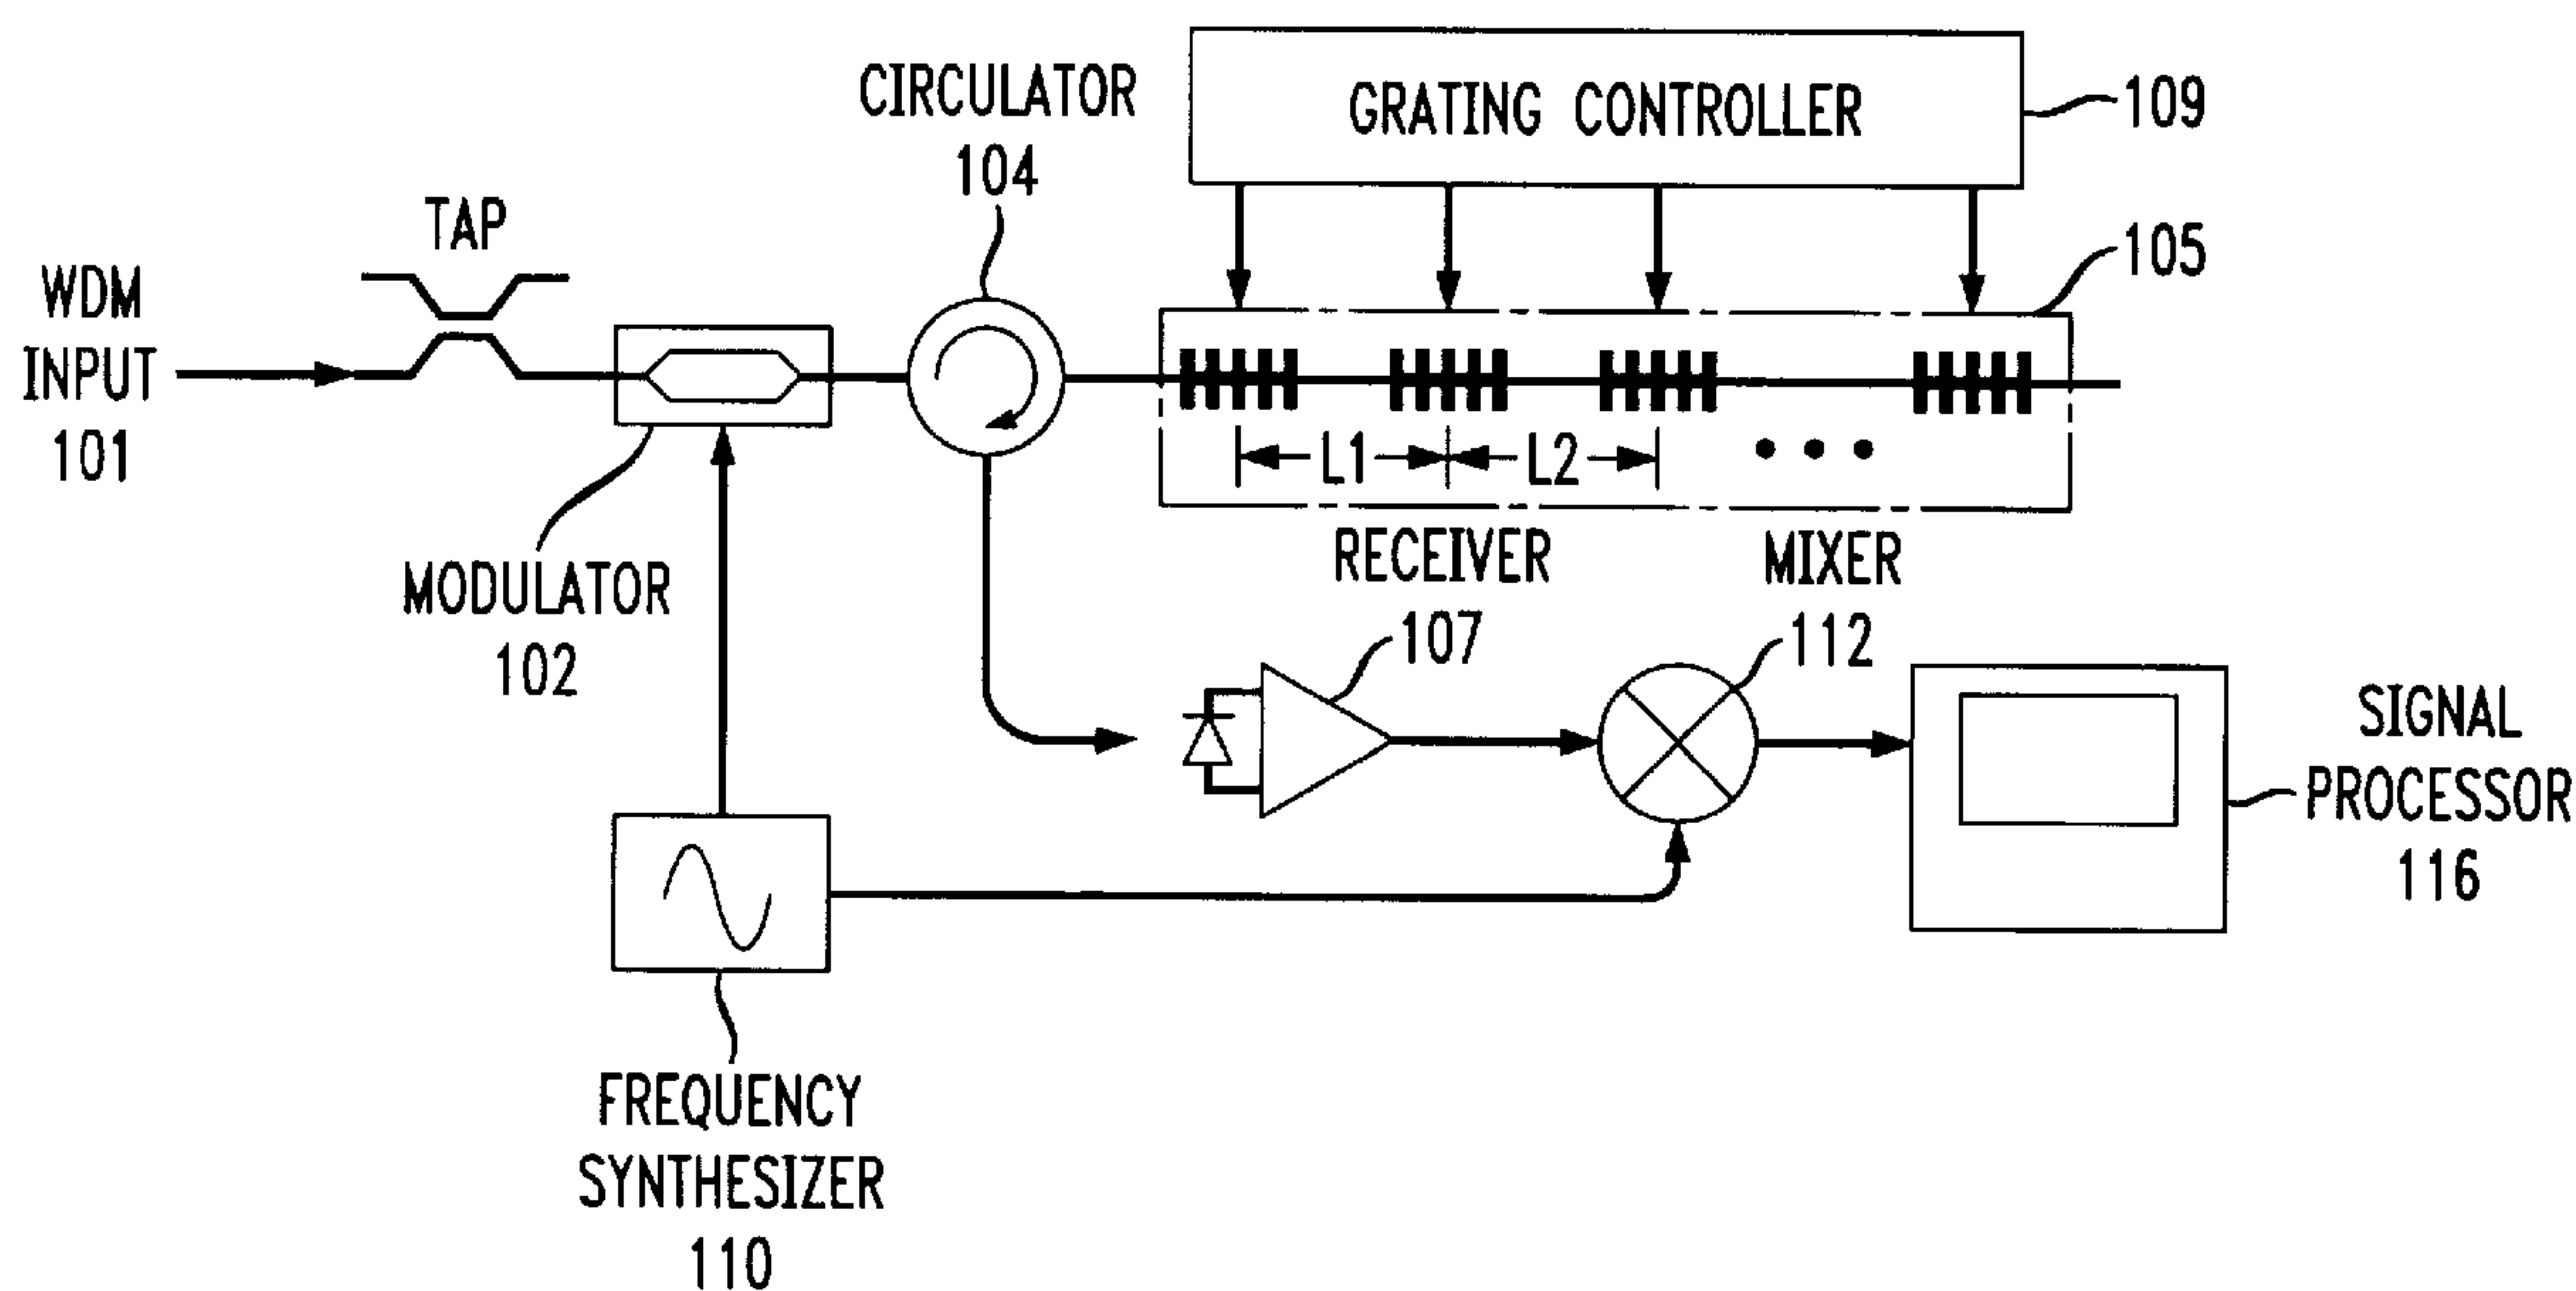 WDM
INPUT
101
TAP
MODULATOR
102
CIRCULATOR
104
GRATING CONTROLLER
109
105
L1
L2
RECEIVER
107
MIXER
112
SIGNAL
PROCESSOR
116
FREQUENCY
SYNTHESIZER
110